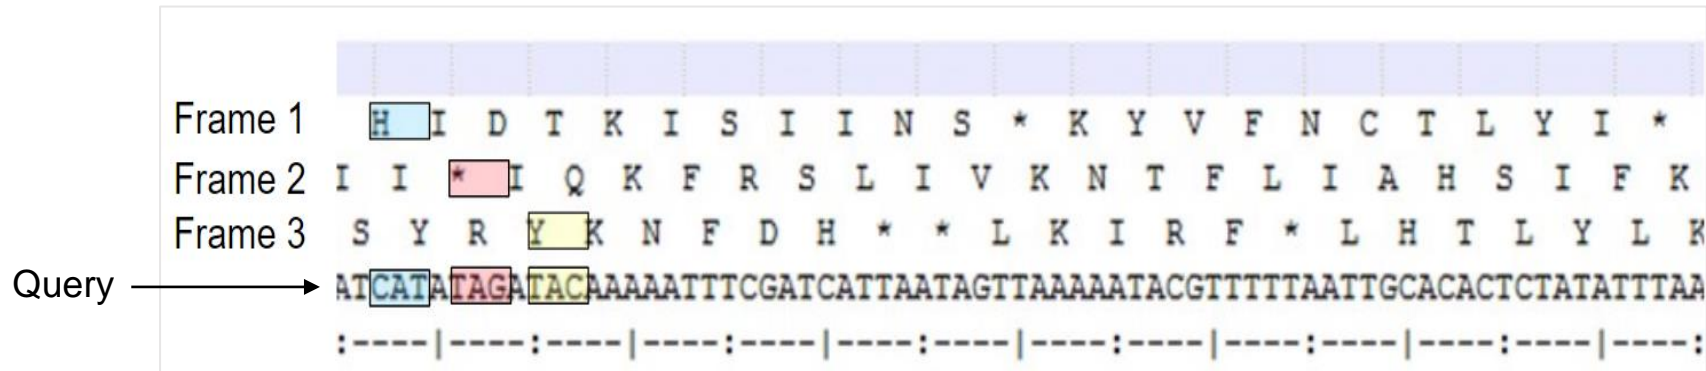 Frame 1 H I D T K I S I I N S * K Y V F N C T L Y I *
Frame 2 I I * I Q K F R S L I V K N T F L I A H S I F K
Frame 3 S Y R Y K N F D H * * L K I R F * L H T L Y L K
Query ATCATATAGATACAAAAATTTCGATCATTAATAGTTAAAAATACGTTTTTAATTGCACACTCTATATTTAA
:----|----:----|----:----|----:----|----:----|----:----|----:----|----: